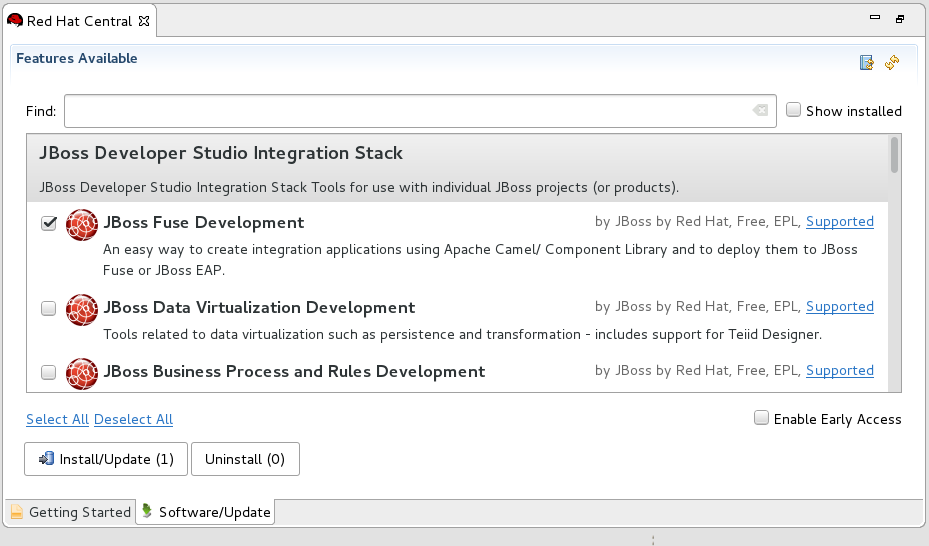 Red Hat Central
Features Available
Find:
Show installed
JBoss Developer Studio Integration Stack
JBoss Developer Studio Integration Stack Tools for use with individual JBoss projects (or products).
JBoss Fuse Development by JBoss by Red Hat, Free, EPL, Supported
An easy way to create integration applications using Apache Camel/ Component Library and to deploy them to JBoss
Fuse or JBoss EAP.
JBoss Data Virtualization Development by JBoss by Red Hat, Free, EPL, Supported
Tools related to data virtualization such as persistence and transformation - includes support for Teiid Designer.
JBoss Business Process and Rules Development by JBoss by Red Hat, Free, EPL, Supported
Select All Deselect All Enable Early Access
Install/Update (1) Uninstall (0)
Getting Started Software/Update